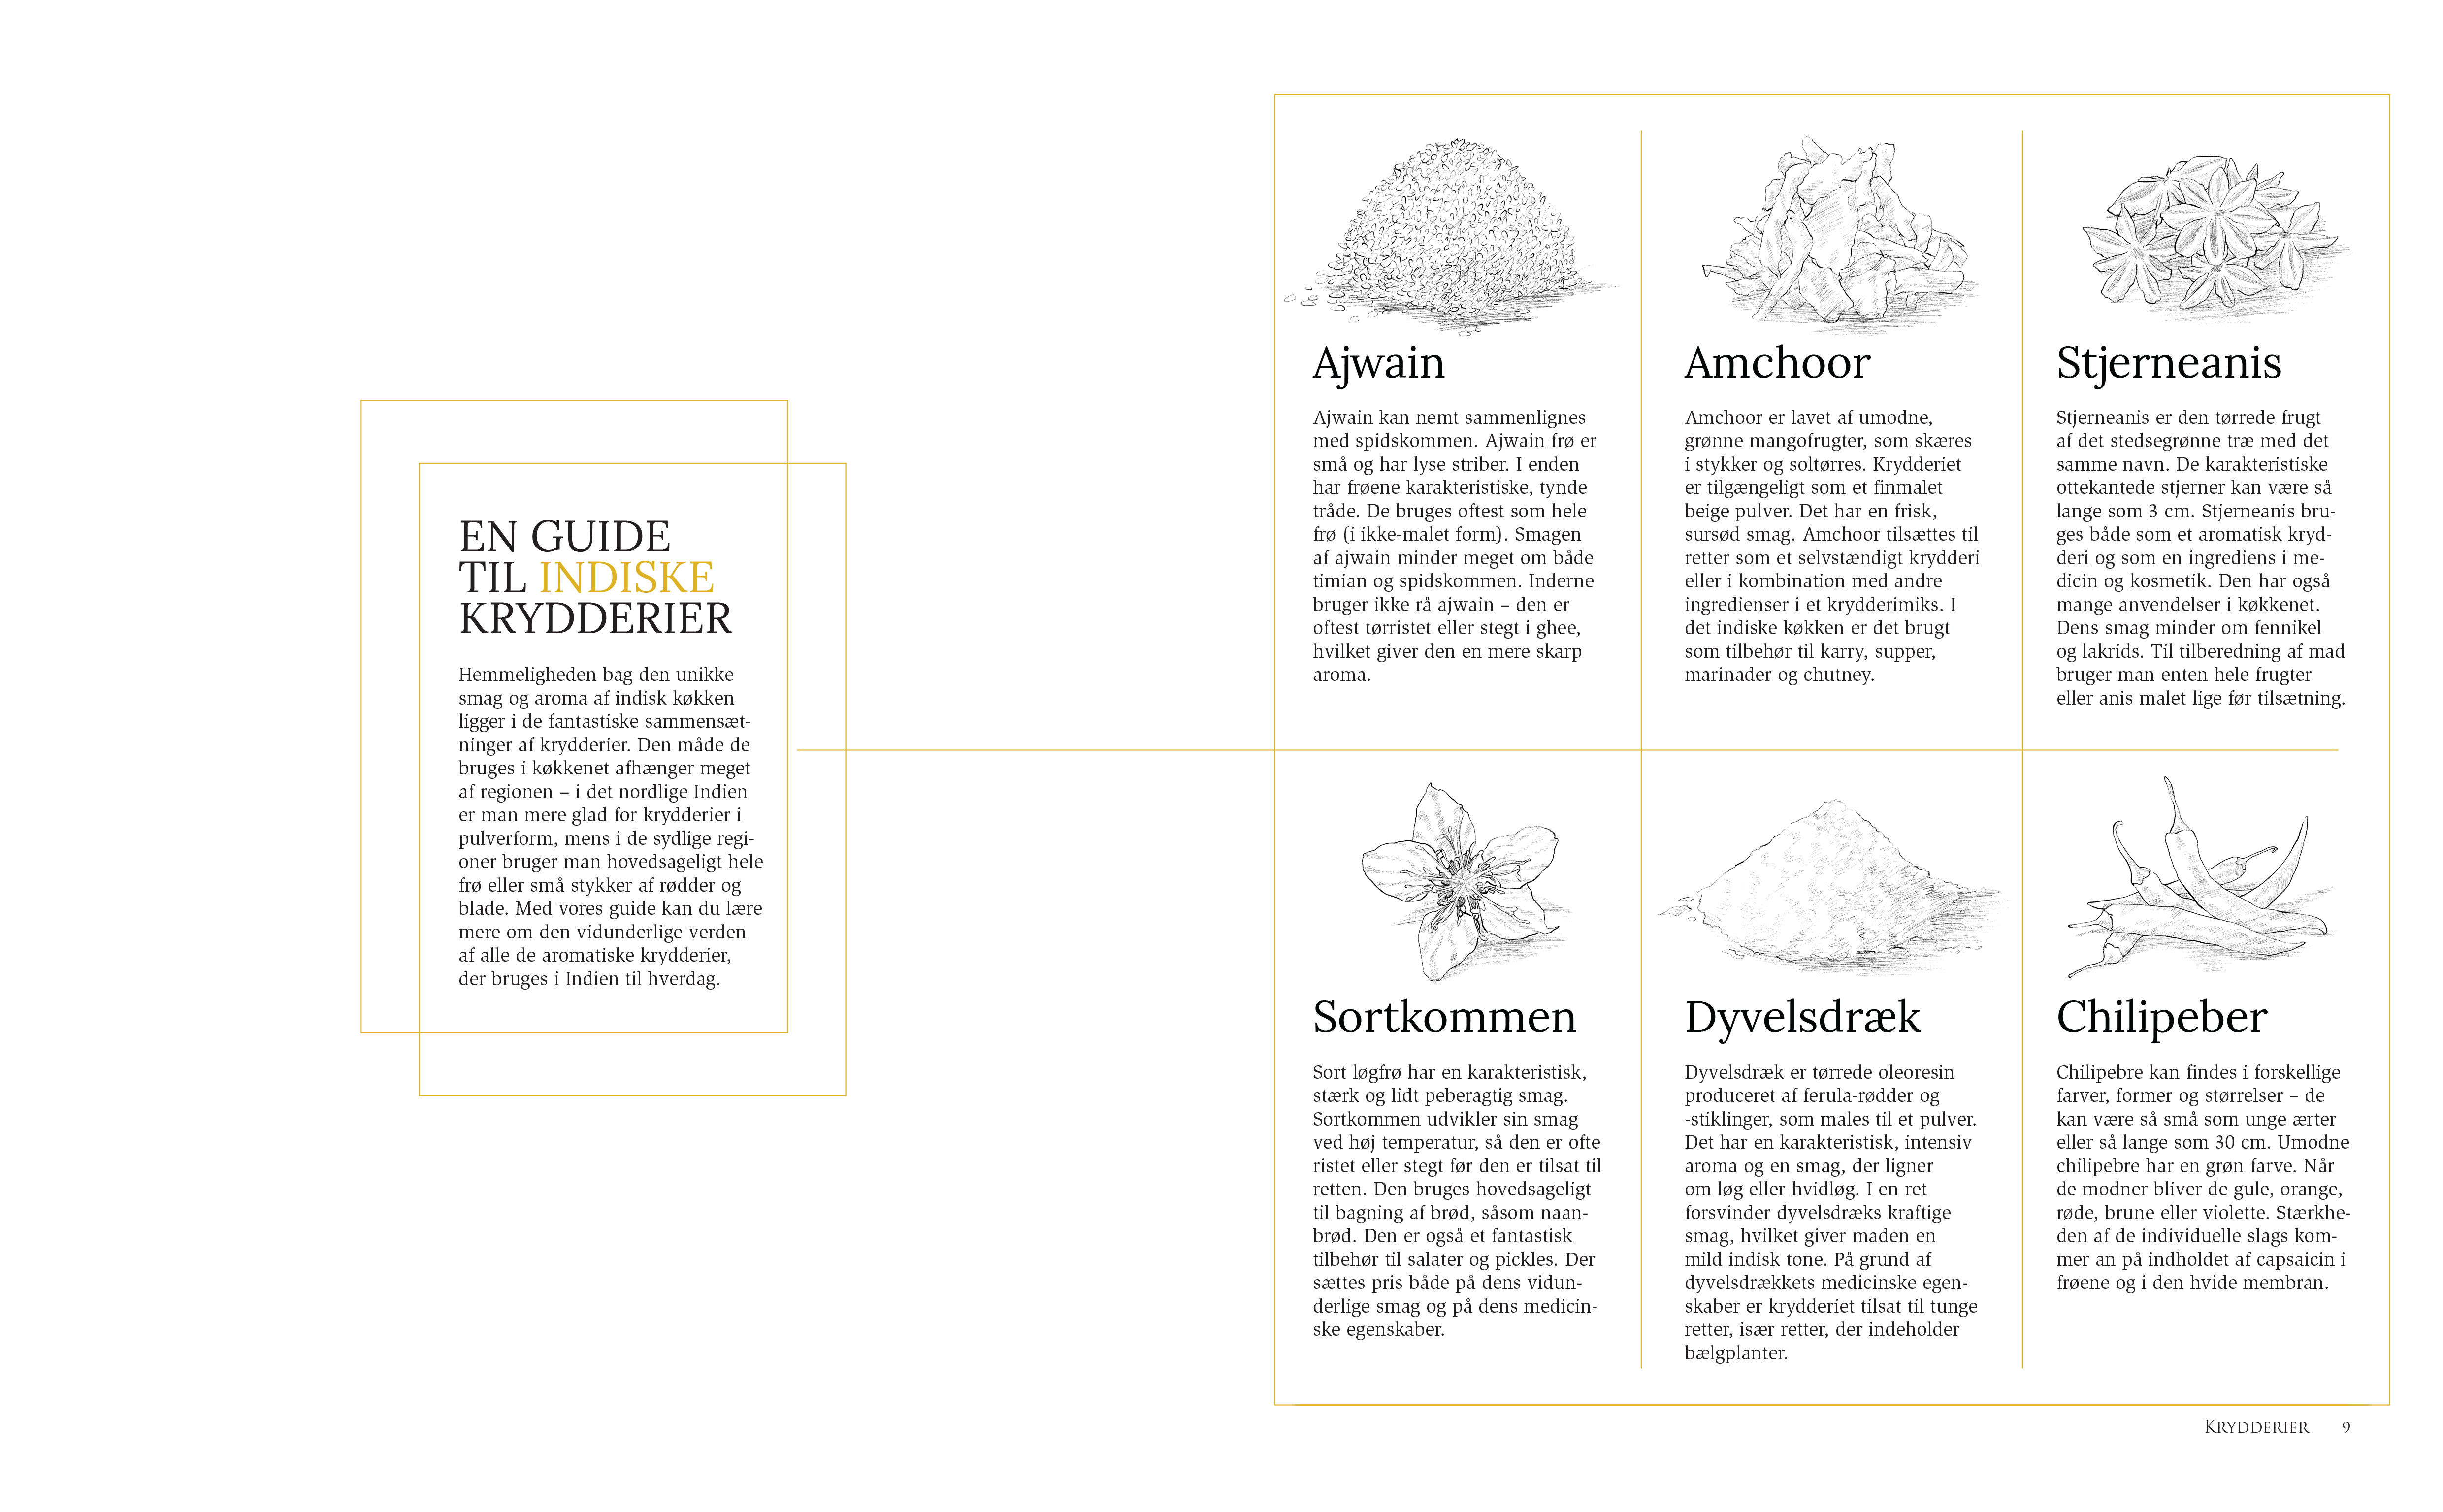 EN GUIDE
TIL INDISKE
KRYDDERIER
Hemmeligheden bag den unikke
smag og aroma af indisk køkken
ligger i de fantastiske sammensæt-
ninger af krydderier. Den måde de
bruges i køkkenet afhænger meget
af regionen – i det nordlige Indien
er man mere glad for krydderier i
pulverform, mens i de sydlige regi-
oner bruger man hovedsageligt hele
frø eller små stykker af rødder og
blade. Med vores guide kan du lære
mere om den vidunderlige verden
af alle de aromatiske krydderier,
der bruges i Indien til hverdag.
Ajwain
Ajwain kan nemt sammenlignes
med spidskommen. Ajwain frø er
små og har lyse striber. I enden
har frøene karakteristiske, tynde
tråde. De bruges oftest som hele
frø (i ikke-malet form). Smagen
af ajwain minder meget om både
timian og spidskommen. Inderne
bruger ikke rå ajwain – den er
oftest tørristet eller stegt i ghee,
hvilket giver den en mere skarp
aroma.
Amchoor
Amchoor er lavet af umodne,
grønne mangofrugter, som skæres
i stykker og soltørres. Krydderiet
er tilgængeligt som et finmalet
beige pulver. Det har en frisk,
sursød smag. Amchoor tilsættes til
retter som et selvstændigt krydderi
eller i kombination med andre
ingredienser i et krydderimiks. I
det indiske køkken er det brugt
som tilbehør til karry, supper,
marinader og chutney.
Stjerneanis
Stjerneanis er den tørrede frugt
af det stedsegrønne træ med det
samme navn. De karakteristiske
ottekantede stjerner kan være så
lange som 3 cm. Stjerneanis bru-
ges både som et aromatisk kryd-
deri og som en ingrediens i me-
dicin og kosmetik. Den har også
mange anvendelser i køkkenet.
Dens smag minder om fennikel
og lakrids. Til tilberedning af mad
bruger man enten hele frugter
eller anis malet lige før tilsætning.
Sortkommen
Sort løgfrø har en karakteristisk,
stærk og lidt peberagtig smag.
Sortkommen udvikler sin smag
ved høj temperatur, så den er ofte
ristet eller stegt før den er tilsat til
retten. Den bruges hovedsageligt
til bagning af brød, såsom naan-
brød. Den er også et fantastisk
tilbehør til salater og pickles. Der
sættes pris både på dens vidun-
derlige smag og på dens medicin-
ske egenskaber.
Dyvelsdræk
Dyvelsdræk er tørrede oleoresin
produceret af ferula-rødder og
-stiklinger, som males til et pulver.
Det har en karakteristisk, intensiv
aroma og en smag, der ligner
om løg eller hvidløg. I en ret
forsvinder dyvelsdræks kraftige
smag, hvilket giver maden en
mild indisk tone. På grund af
dyvelsdrækkets medicinske egen-
skaber er krydderiet tilsat til tunge
retter, især retter, der indeholder
bælgplanter.
Chilipeber
Chilipebre kan findes i forskellige
farver, former og størrelser – de
kan være så små som unge ærter
eller så lange som 30 cm. Umodne
chilipebre har en grøn farve. Når
de modner bliver de gule, orange,
røde, brune eller violette. Stærkhe-
den af de individuelle slags kom-
mer an på indholdet af capsaicin i
frøene og i den hvide membran.
KRYDDERIER 9